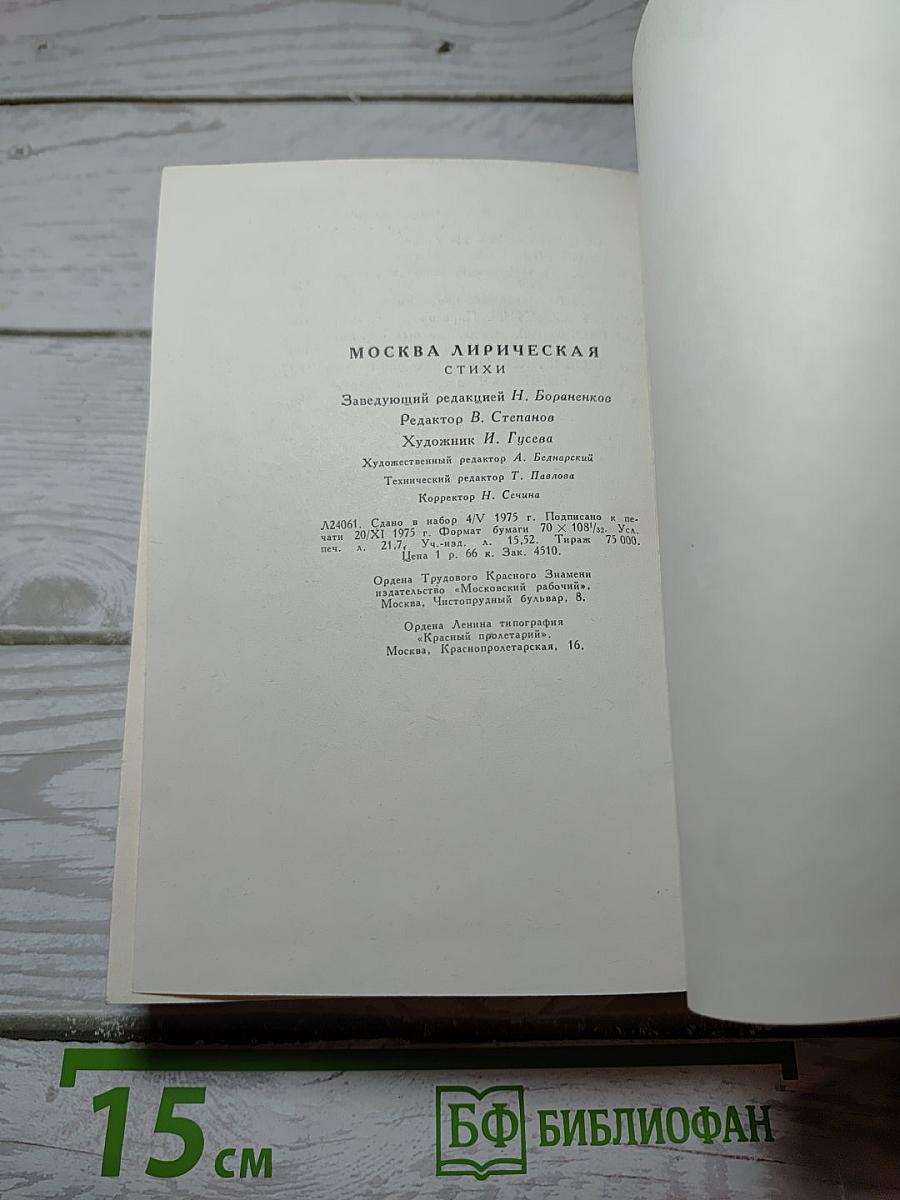 МОСКВА ЛИРИЧЕСКАЯ
СТИХИ
Заведующий редакцией Н. Бораненков
Редактор В. Степанов
Художник И. Гусева
Художественный редактор А. Беднарский
Технический редактор Т. Павлова
Корректор Н. Сечина
Л24061. Сдано в набор 4/V 1975 г. Подписано к пе-
чати 20/XI 1975 г. Формат бумаги 70 × 108¹/₃₂. Усл.
печ. л. 21,7. Уч.-изд. л. 15,52. Тираж 75 000.
Цена 1 р. 66 к. Зак. 4510.
Ордена Трудового Красного Знамени
издательство «Московский рабочий»,
Москва, Чистопрудный бульвар, 8.
Ордена Ленина типография
«Красный пролетарий».
Москва, Краснопролетарская, 16.
15 см
БФ БИБЛИОФАН